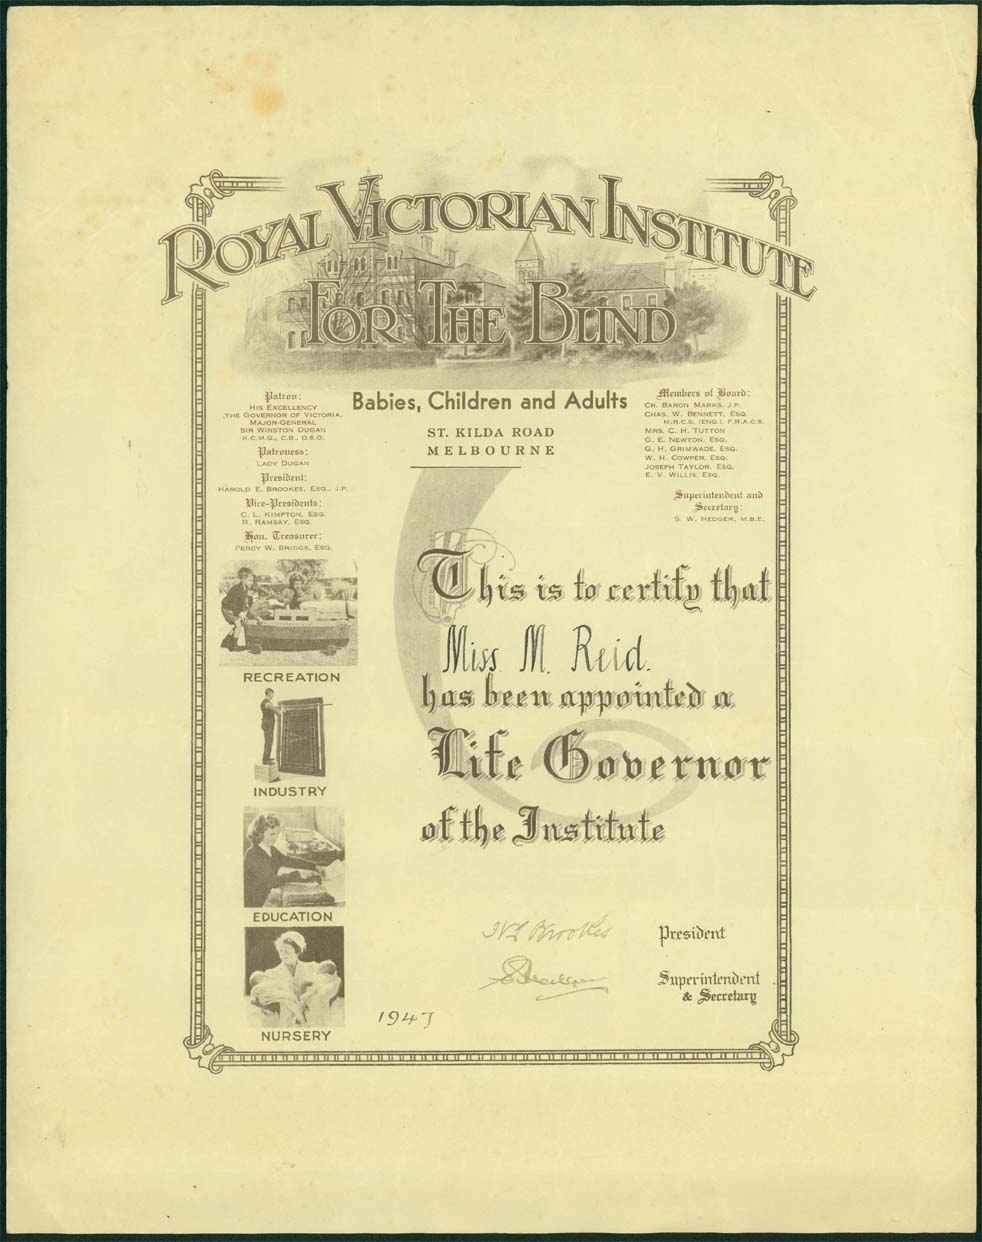 ROYAL VICTORIAN INSTITUTE
FOR THE BLIND
Babies, Children and Adults
ST. KILDA ROAD
MELBOURNE
Patron:
HIS EXCELLENCY
THE GOVERNOR OF VICTORIA,
MAJOR-GENERAL
SIR WINSTON DUGAN
K.C.M.G., C.B., D.S.O.
Patroness:
LADY DUGAN
President:
HAROLD E. BROOKES, ESQ., J.P.
Vice-Presidents:
C. L. KIMPTON, ESQ.
R. RAMSAY, ESQ.
Hon. Treasurer:
PERCY W. BRIGGS, ESQ.
Members of Board:
CR. BARON MARKS, J.P.
CHAS. W. BENNETT, ESQ.
M.R.C.S. (ENG.), F.R.A.C.S.
MRS. C. H. TUTTON
G. E. NEWTON, ESQ.
G. H. GRIMWADE, ESQ.
W. H. COWPER, ESQ.
JOSEPH TAYLOR, ESQ.
E. V. WILLIS, ESQ.
Superintendent and
Secretary:
S. W. HEDGER, M.B.E.
RECREATION
INDUSTRY
EDUCATION
NURSERY
This is to certify that
Miss. M. Reid.
has been appointed a
Life Governor
of the Institute
H E Brookes President
S W Hedger Superintendent
& Secretary
1947